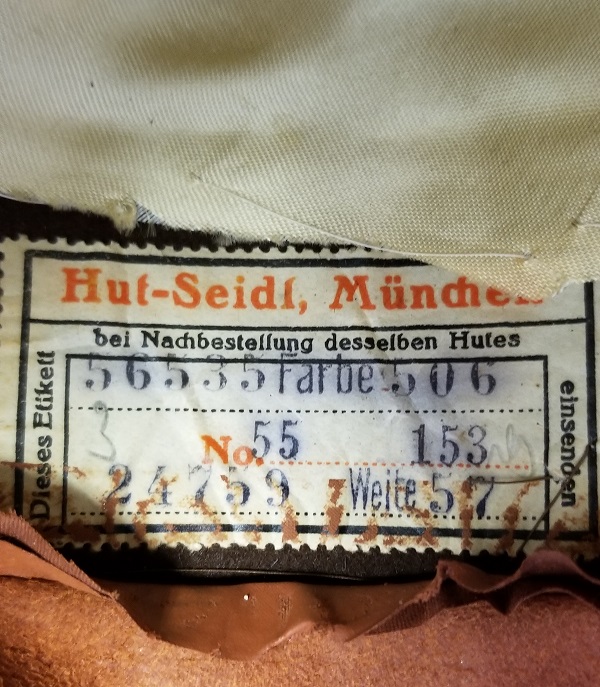 Hut-Seidl, München
bei Nachbestellung desselben Hutes
Dieses Etikett
56535 Farbe 506
No. 55 153
24759 Weite 57
einsenden